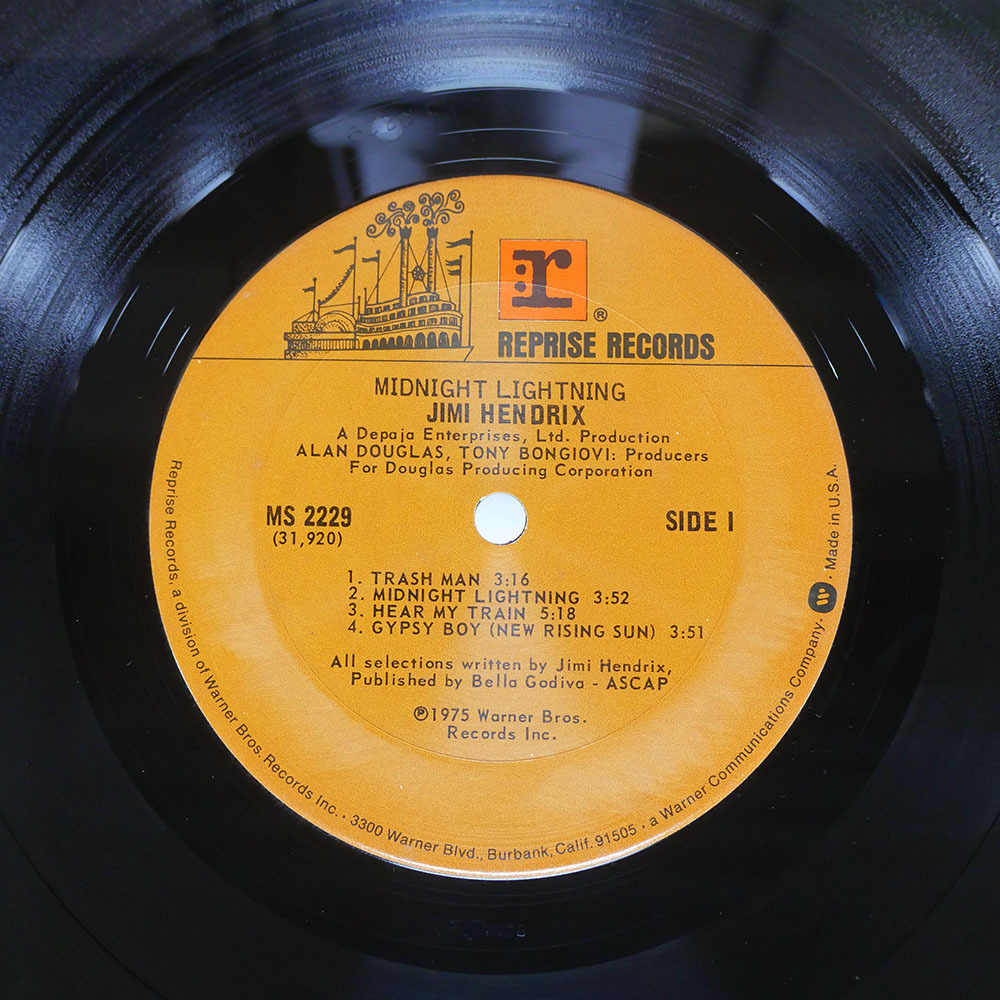 r
®
REPRISE RECORDS
MIDNIGHT LIGHTNING
JIMI HENDRIX
A Depaja Enterprises, Ltd. Production
ALAN DOUGLAS, TONY BONGIOVI: Producers
For Douglas Producing Corporation
MS 2229
(31,920)
SIDE I
1. TRASH MAN 3:16
2. MIDNIGHT LIGHTNING 3:52
3. HEAR MY TRAIN 5:18
4. GYPSY BOY (NEW RISING SUN) 3:51
All selections written by Jimi Hendrix,
Published by Bella Godiva - ASCAP
℗1975 Warner Bros.
Records Inc.
Reprise Records, a division of Warner Bros. Records Inc. · 3300 Warner Blvd., Burbank, Calif. 91505 · a Warner Communications Company · Made in U.S.A.